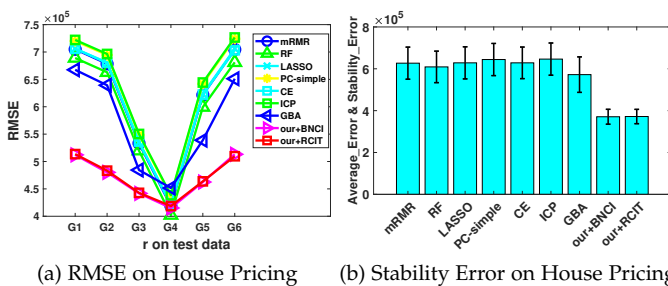 ×10⁵
7.5
7
6.5
6
5.5
5
4.5
4
RMSE
G1 G2 G3 G4 G5 G6
r on test data
mRMR
RF
LASSO
PC-simple
CE
ICP
GBA
our+BNCI
our+RCIT
(a) RMSE on House Pricing
×10⁵
8
6
4
2
0
Average_Error & Stability_Error
mRMR RF LASSO PC-simple CE ICP GBA our+BNCI our+RCIT
(b) Stability Error on House Pricing